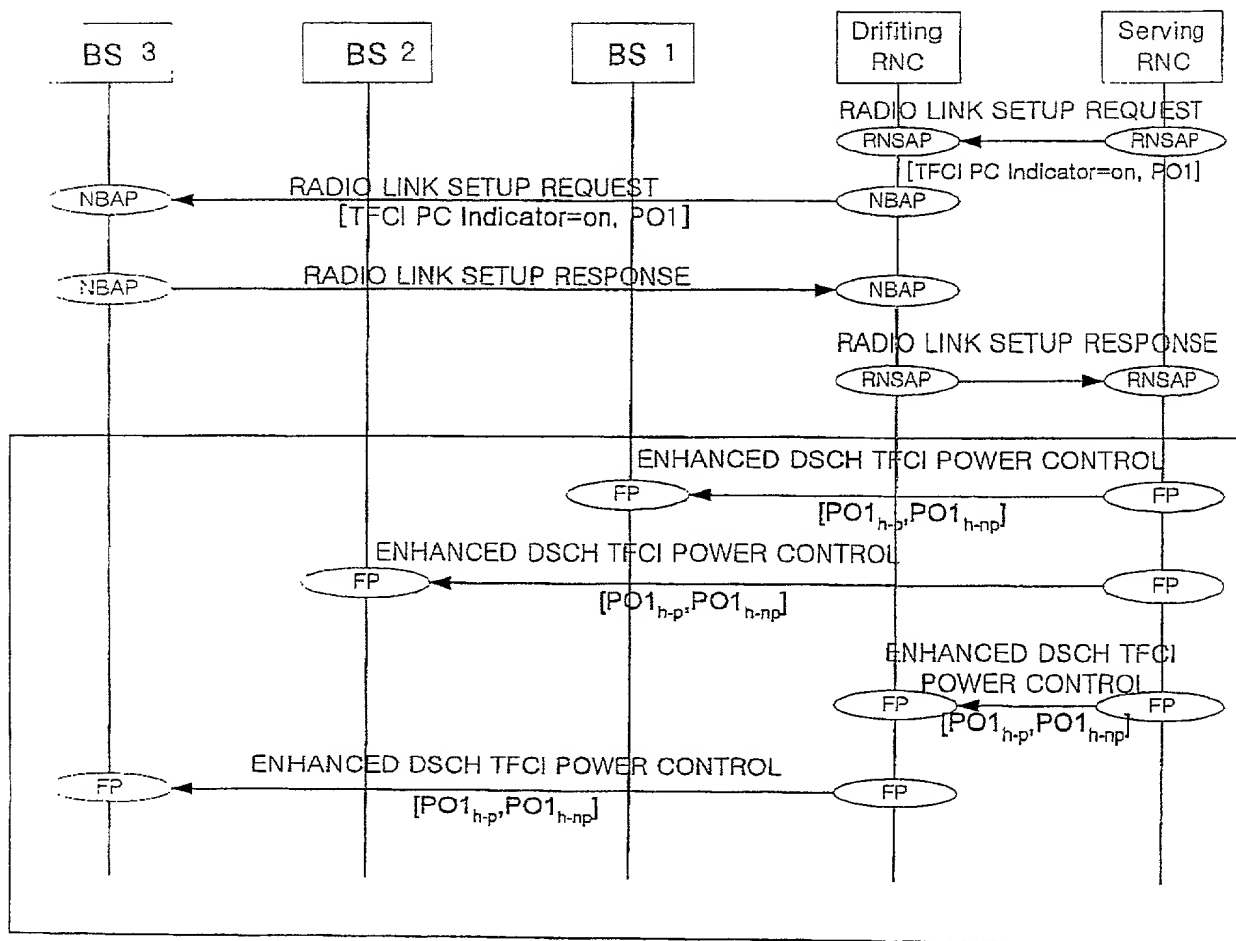 BS 3
BS 2
BS 1
Drifiting
RNC
Serving
RNC
RADIO LINK SETUP REQUEST
RNSAP
RNSAP
[TFCI PC Indicator=on, PO1]
RADIO LINK SETUP REQUEST
NBAP
NBAP
[TFCI PC Indicator=on, PO1]
RADIO LINK SETUP RESPONSE
NBAP
NBAP
RADIO LINK SETUP RESPONSE
RNSAP
RNSAP
ENHANCED DSCH TFCI POWER CONTROL
FP
FP
[PO1h-p,PO1h-np]
ENHANCED DSCH TFCI POWER CONTROL
FP
FP
[PO1h-p,PO1h-np]
ENHANCED DSCH TFCI
POWER CONTROL
FP
FP
[PO1h-p,PO1h-np]
ENHANCED DSCH TFCI POWER CONTROL
FP
FP
[PO1h-p,PO1h-np]